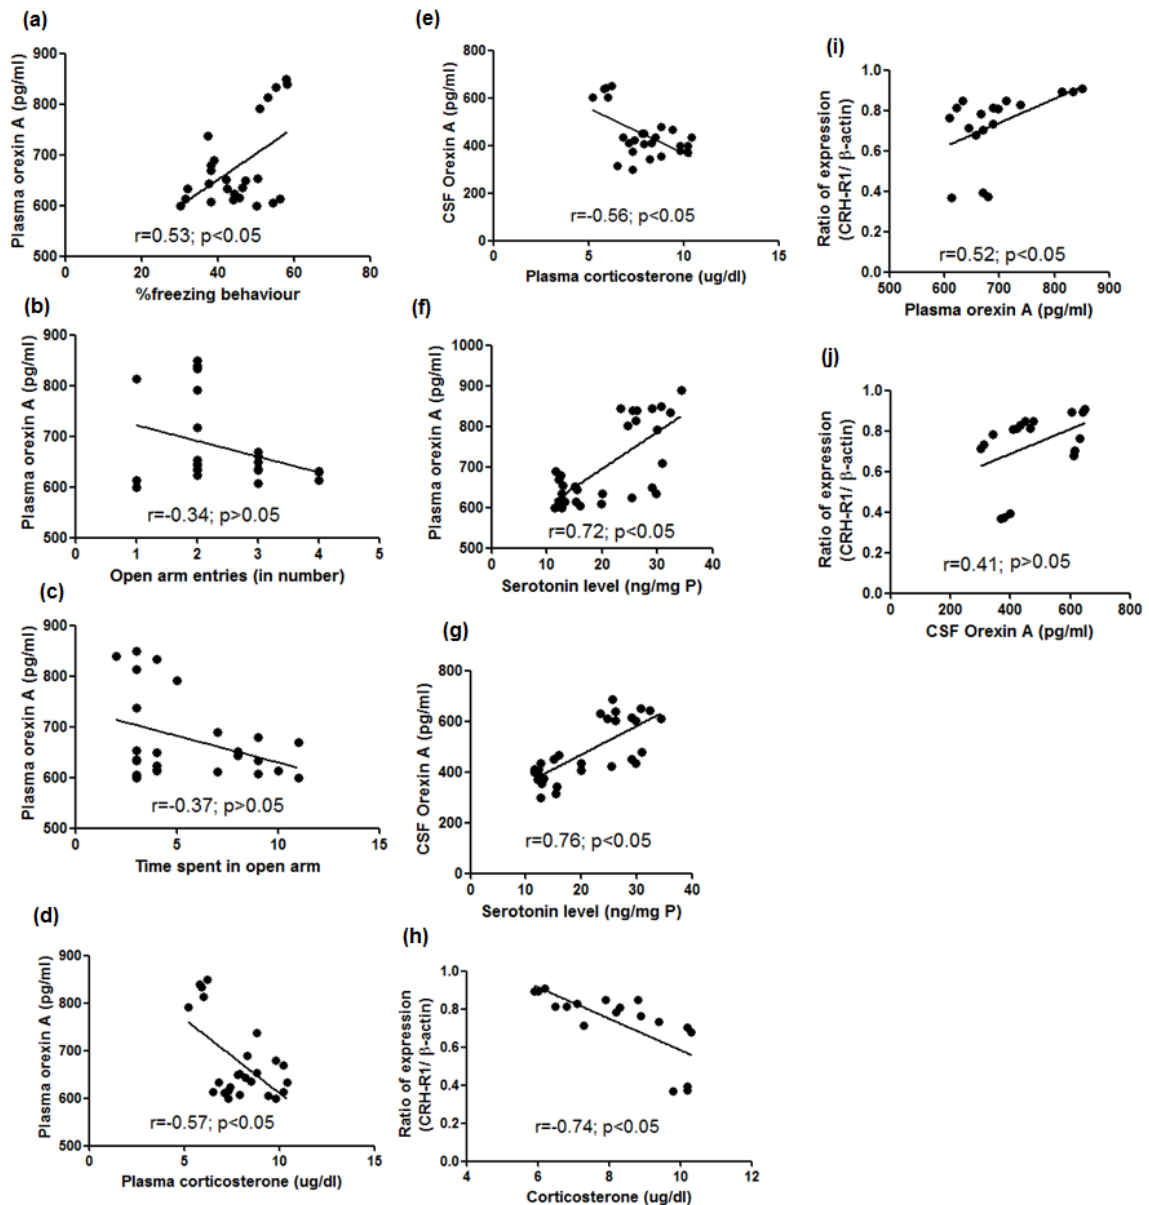 (a)
Plasma orexin A (pg/ml)
900
800
700
600
500
r=0.53; p<0.05
0
20
40
60
80
%freezing behaviour
(b)
Plasma orexin A (pg/ml)
900
800
700
600
500
r=-0.34; p>0.05
0
1
2
3
4
5
Open arm entries (in number)
(c)
Plasma orexin A (pg/ml)
900
800
700
600
500
r=-0.37; p>0.05
0
5
10
15
Time spent in open arm
(d)
Plasma orexin A (pg/ml)
900
800
700
600
500
r=-0.57; p<0.05
0
5
10
15
Plasma corticosterone (ug/dl)
(e)
CSF Orexin A (pg/ml)
800
600
400
200
0
r=-0.56; p<0.05
0
5
10
15
Plasma corticosterone (ug/dl)
(f)
Plasma orexin A (pg/ml)
1000
900
800
700
600
500
r=0.72; p<0.05
0
10
20
30
40
Serotonin level (ng/mg P)
(g)
CSF Orexin A (pg/ml)
800
600
400
200
0
r=0.76; p<0.05
0
10
20
30
40
Serotonin level (ng/mg P)
(h)
Ratio of expression
(CRH-R1/ β-actin)
1.0
0.8
0.6
0.4
0.2
0.0
r=-0.74; p<0.05
4
6
8
10
12
Corticosterone (ug/dl)
(i)
Ratio of expression
(CRH-R1/ β-actin)
1.0
0.8
0.6
0.4
0.2
0.0
r=0.52; p<0.05
500
600
700
800
900
Plasma orexin A (pg/ml)
(j)
Ratio of expression
(CRH-R1/ β-actin)
1.0
0.8
0.6
0.4
0.2
0.0
r=0.41; p>0.05
0
200
400
600
800
CSF Orexin A (pg/ml)